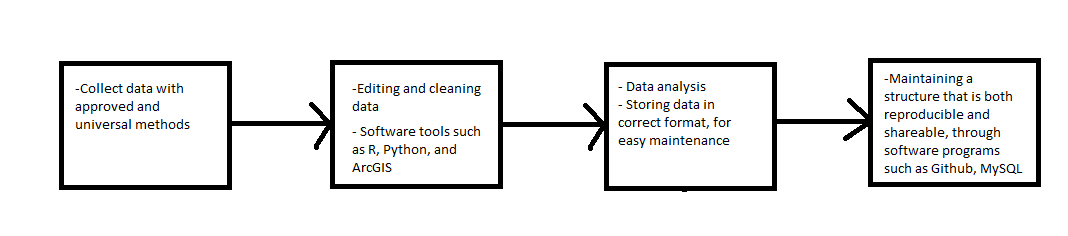 -Collect data with
approved and
universal methods
-Editing and cleaning
data
- Software tools such
as R, Python, and
ArcGIS
- Data analysis
- Storing data in
correct format, for
easy maintenance
-Maintaining a
structure that is both
reproducible and
shareable, through
software programs
such as Github, MySQL